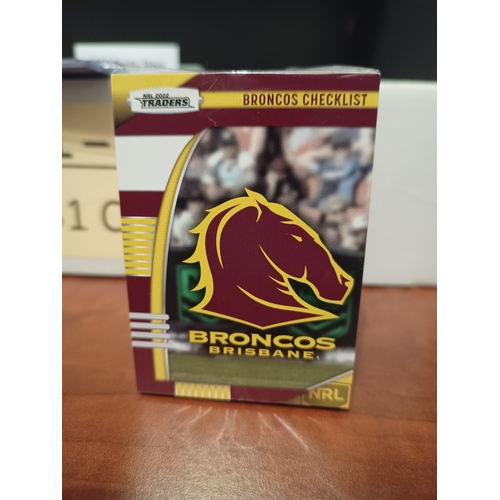 NRL 2022
TRADERS
BRONCOS CHECKLIST
BRONCOS
BRISBANE
NRL